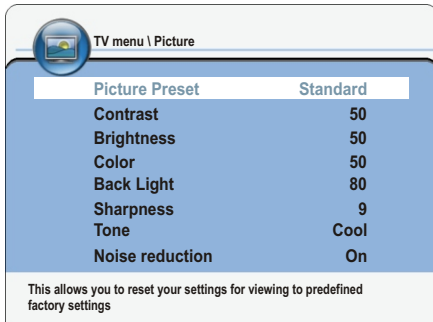 TV menu \ Picture
Picture Preset Standard
Contrast 50
Brightness 50
Color 50
Back Light 80
Sharpness 9
Tone Cool
Noise reduction On
This allows you to reset your settings for viewing to predefined
factory settings